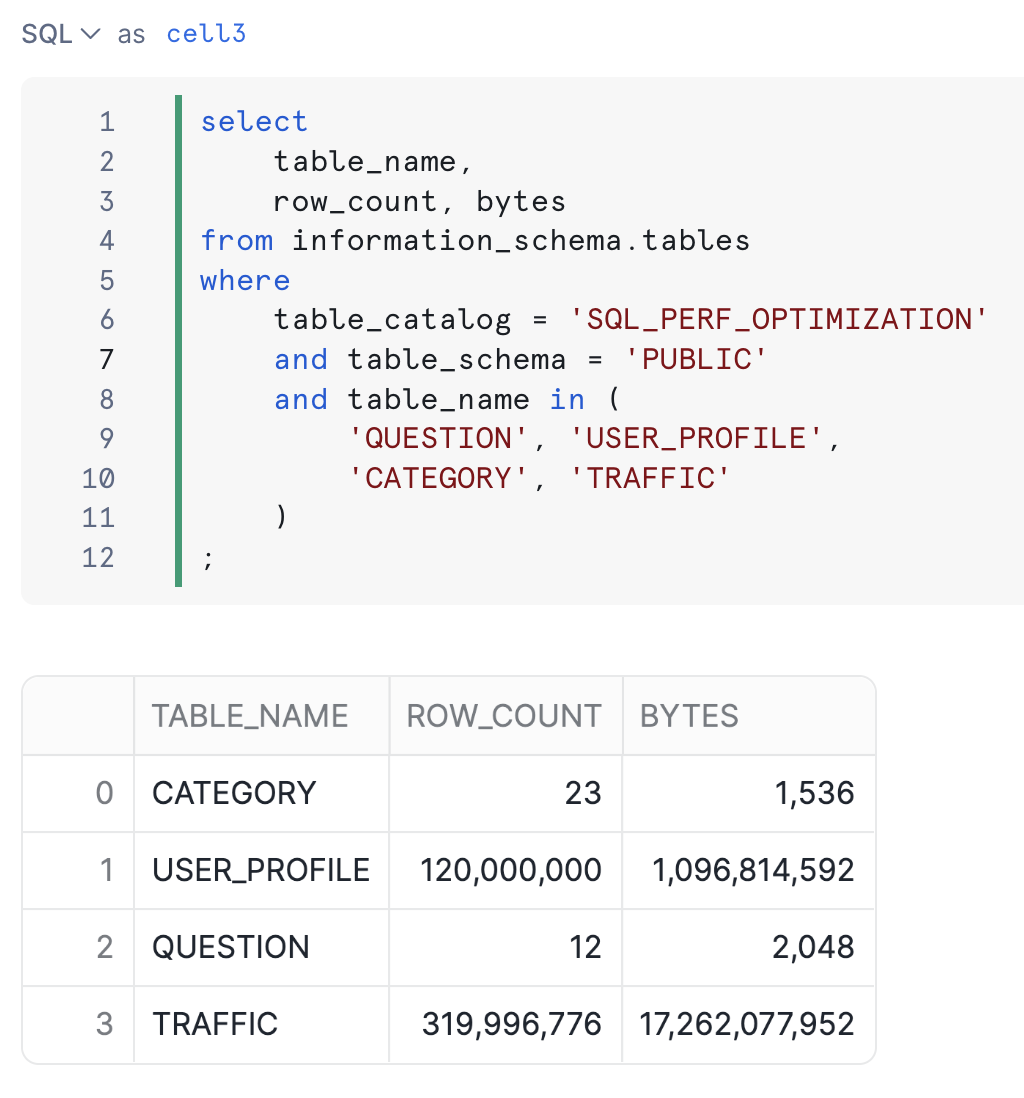 SQL as cell3
1 select
2 table_name,
3 row_count, bytes
4 from information_schema.tables
5 where
6 table_catalog = 'SQL_PERF_OPTIMIZATION'
7 and table_schema = 'PUBLIC'
8 and table_name in (
9 'QUESTION', 'USER_PROFILE',
10 'CATEGORY', 'TRAFFIC'
11 )
12 ;
TABLE_NAME ROW_COUNT BYTES
0 CATEGORY 23 1,536
1 USER_PROFILE 120,000,000 1,096,814,592
2 QUESTION 12 2,048
3 TRAFFIC 319,996,776 17,262,077,952